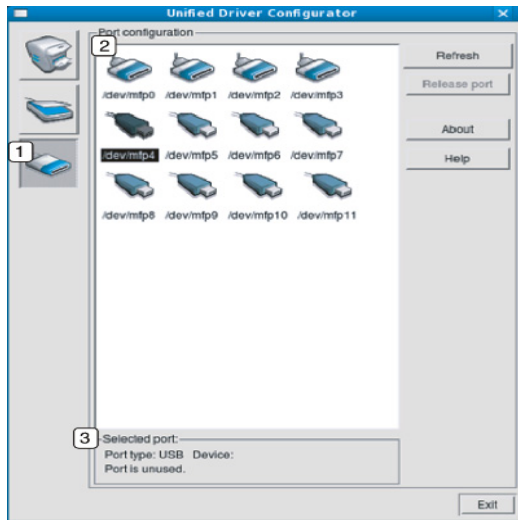 Unified Driver Configurator
Port configuration
2
Refresh
/dev/mfp0 /dev/mfp1 /dev/mfp2 /dev/mfp3
Release port
1
/dev/mfp4 /dev/mfp5 /dev/mfp6 /dev/mfp7
About
Help
/dev/mfp8 /dev/mfp9 /dev/mfp10 /dev/mfp11
3
Selected port:
Port type: USB Device:
Port is unused.
Exit